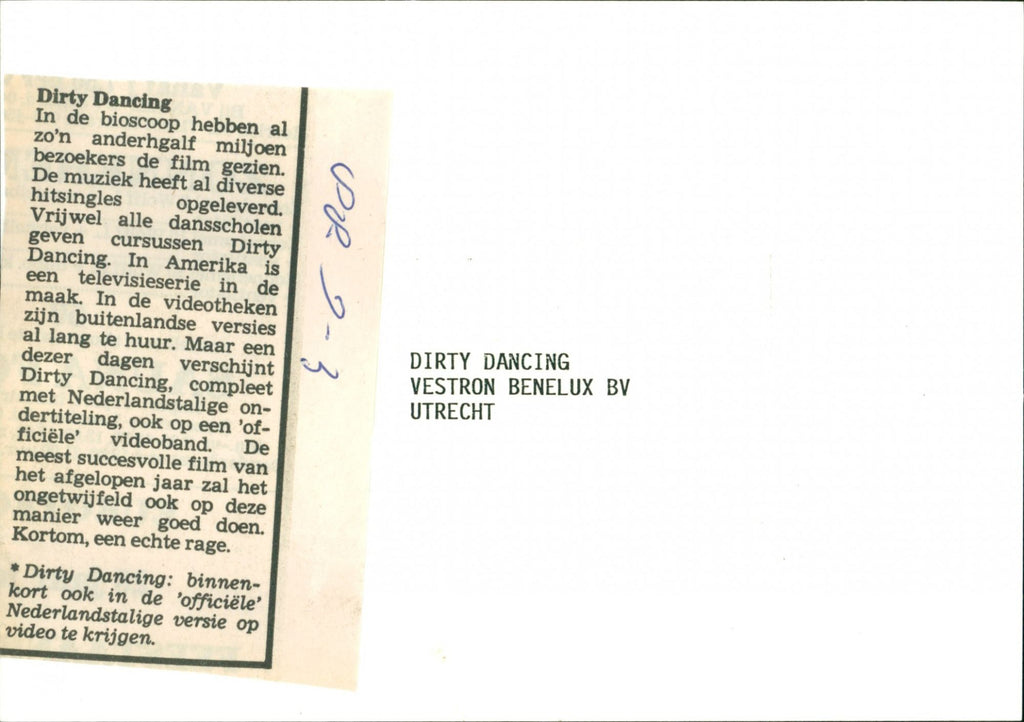 Dirty Dancing
In de bioscoop hebben al
zo'n anderhgalf miljoen
bezoekers de film gezien.
De muziek heeft al diverse
hitsingles opgeleverd.
Vrijwel alle dansscholen
geven cursussen Dirty
Dancing. In Amerika is
een televisieserie in de
maak. In de videotheken
zijn buitenlandse versies
al lang te huur. Maar een
dezer dagen verschijnt
Dirty Dancing, compleet
met Nederlandstalige on-
dertiteling, ook op een 'of-
ficiële' videoband. De
meest succesvolle film van
het afgelopen jaar zal het
ongetwijfeld ook op deze
manier weer goed doen.
Kortom, een echte rage.
*Dirty Dancing: binnen-
kort ook in de 'officiële'
Nederlandstalige versie op
video te krijgen.
9-3
DIRTY DANCING
VESTRON BENELUX BV
UTRECHT